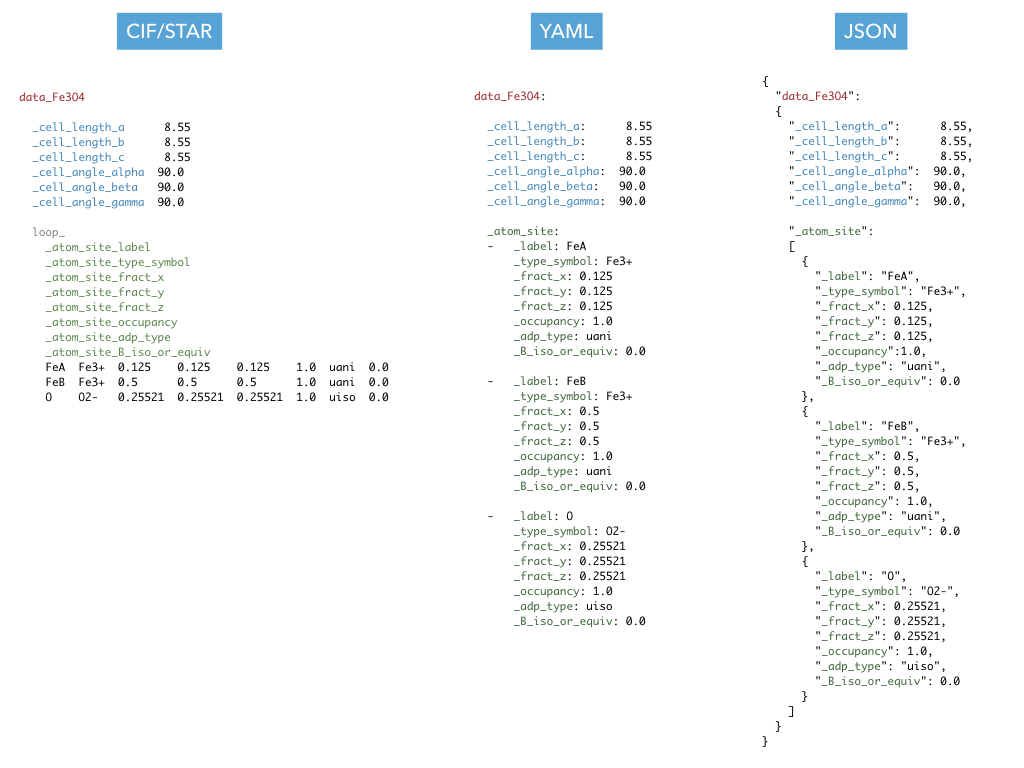 CIF/STAR
data_Fe304
_cell_length_a 8.55
_cell_length_b 8.55
_cell_length_c 8.55
_cell_angle_alpha 90.0
_cell_angle_beta 90.0
_cell_angle_gamma 90.0
loop_
_atom_site_label
_atom_site_type_symbol
_atom_site_fract_x
_atom_site_fract_y
_atom_site_fract_z
_atom_site_occupancy
_atom_site_adp_type
_atom_site_B_iso_or_equiv
FeA Fe3+ 0.125 0.125 0.125 1.0 uani 0.0
FeB Fe3+ 0.5 0.5 0.5 1.0 uani 0.0
O O2- 0.25521 0.25521 0.25521 1.0 uiso 0.0
YAML
data_Fe304:
_cell_length_a: 8.55
_cell_length_b: 8.55
_cell_length_c: 8.55
_cell_angle_alpha: 90.0
_cell_angle_beta: 90.0
_cell_angle_gamma: 90.0
_atom_site:
- _label: FeA
_type_symbol: Fe3+
_fract_x: 0.125
_fract_y: 0.125
_fract_z: 0.125
_occupancy: 1.0
_adp_type: uani
_B_iso_or_equiv: 0.0
- _label: FeB
_type_symbol: Fe3+
_fract_x: 0.5
_fract_y: 0.5
_fract_z: 0.5
_occupancy: 1.0
_adp_type: uani
_B_iso_or_equiv: 0.0
- _label: O
_type_symbol: O2-
_fract_x: 0.25521
_fract_y: 0.25521
_fract_z: 0.25521
_occupancy: 1.0
_adp_type: uiso
_B_iso_or_equiv: 0.0
JSON
{
"data_Fe304":
{
"_cell_length_a": 8.55,
"_cell_length_b": 8.55,
"_cell_length_c": 8.55,
"_cell_angle_alpha": 90.0,
"_cell_angle_beta": 90.0,
"_cell_angle_gamma": 90.0,
"_atom_site":
[
{
"_label": "FeA",
"_type_symbol": "Fe3+",
"_fract_x": 0.125,
"_fract_y": 0.125,
"_fract_z": 0.125,
"_occupancy":1.0,
"_adp_type": "uani",
"_B_iso_or_equiv": 0.0
},
{
"_label": "FeB",
"_type_symbol": "Fe3+",
"_fract_x": 0.5,
"_fract_y": 0.5,
"_fract_z": 0.5,
"_occupancy": 1.0,
"_adp_type": "uani",
"_B_iso_or_equiv": 0.0
},
{
"_label": "O",
"_type_symbol": "O2-",
"_fract_x": 0.25521,
"_fract_y": 0.25521,
"_fract_z": 0.25521,
"_occupancy": 1.0,
"_adp_type": "uiso",
"_B_iso_or_equiv": 0.0
}
]
}
}